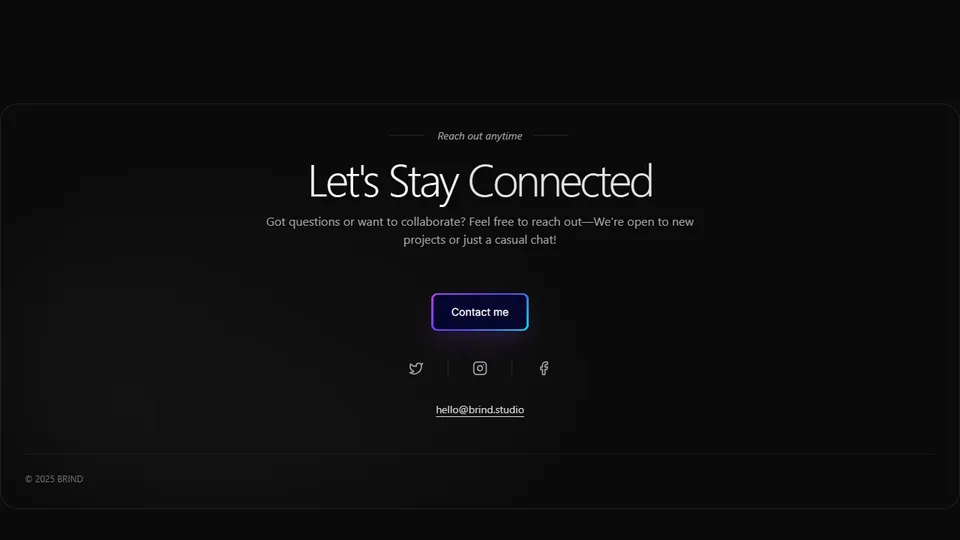 Reach out anytime
Let's Stay Connected
Got questions or want to collaborate? Feel free to reach out—We're open to new
projects or just a casual chat!
Contact me
hello@brind.studio
© 2025 BRIND